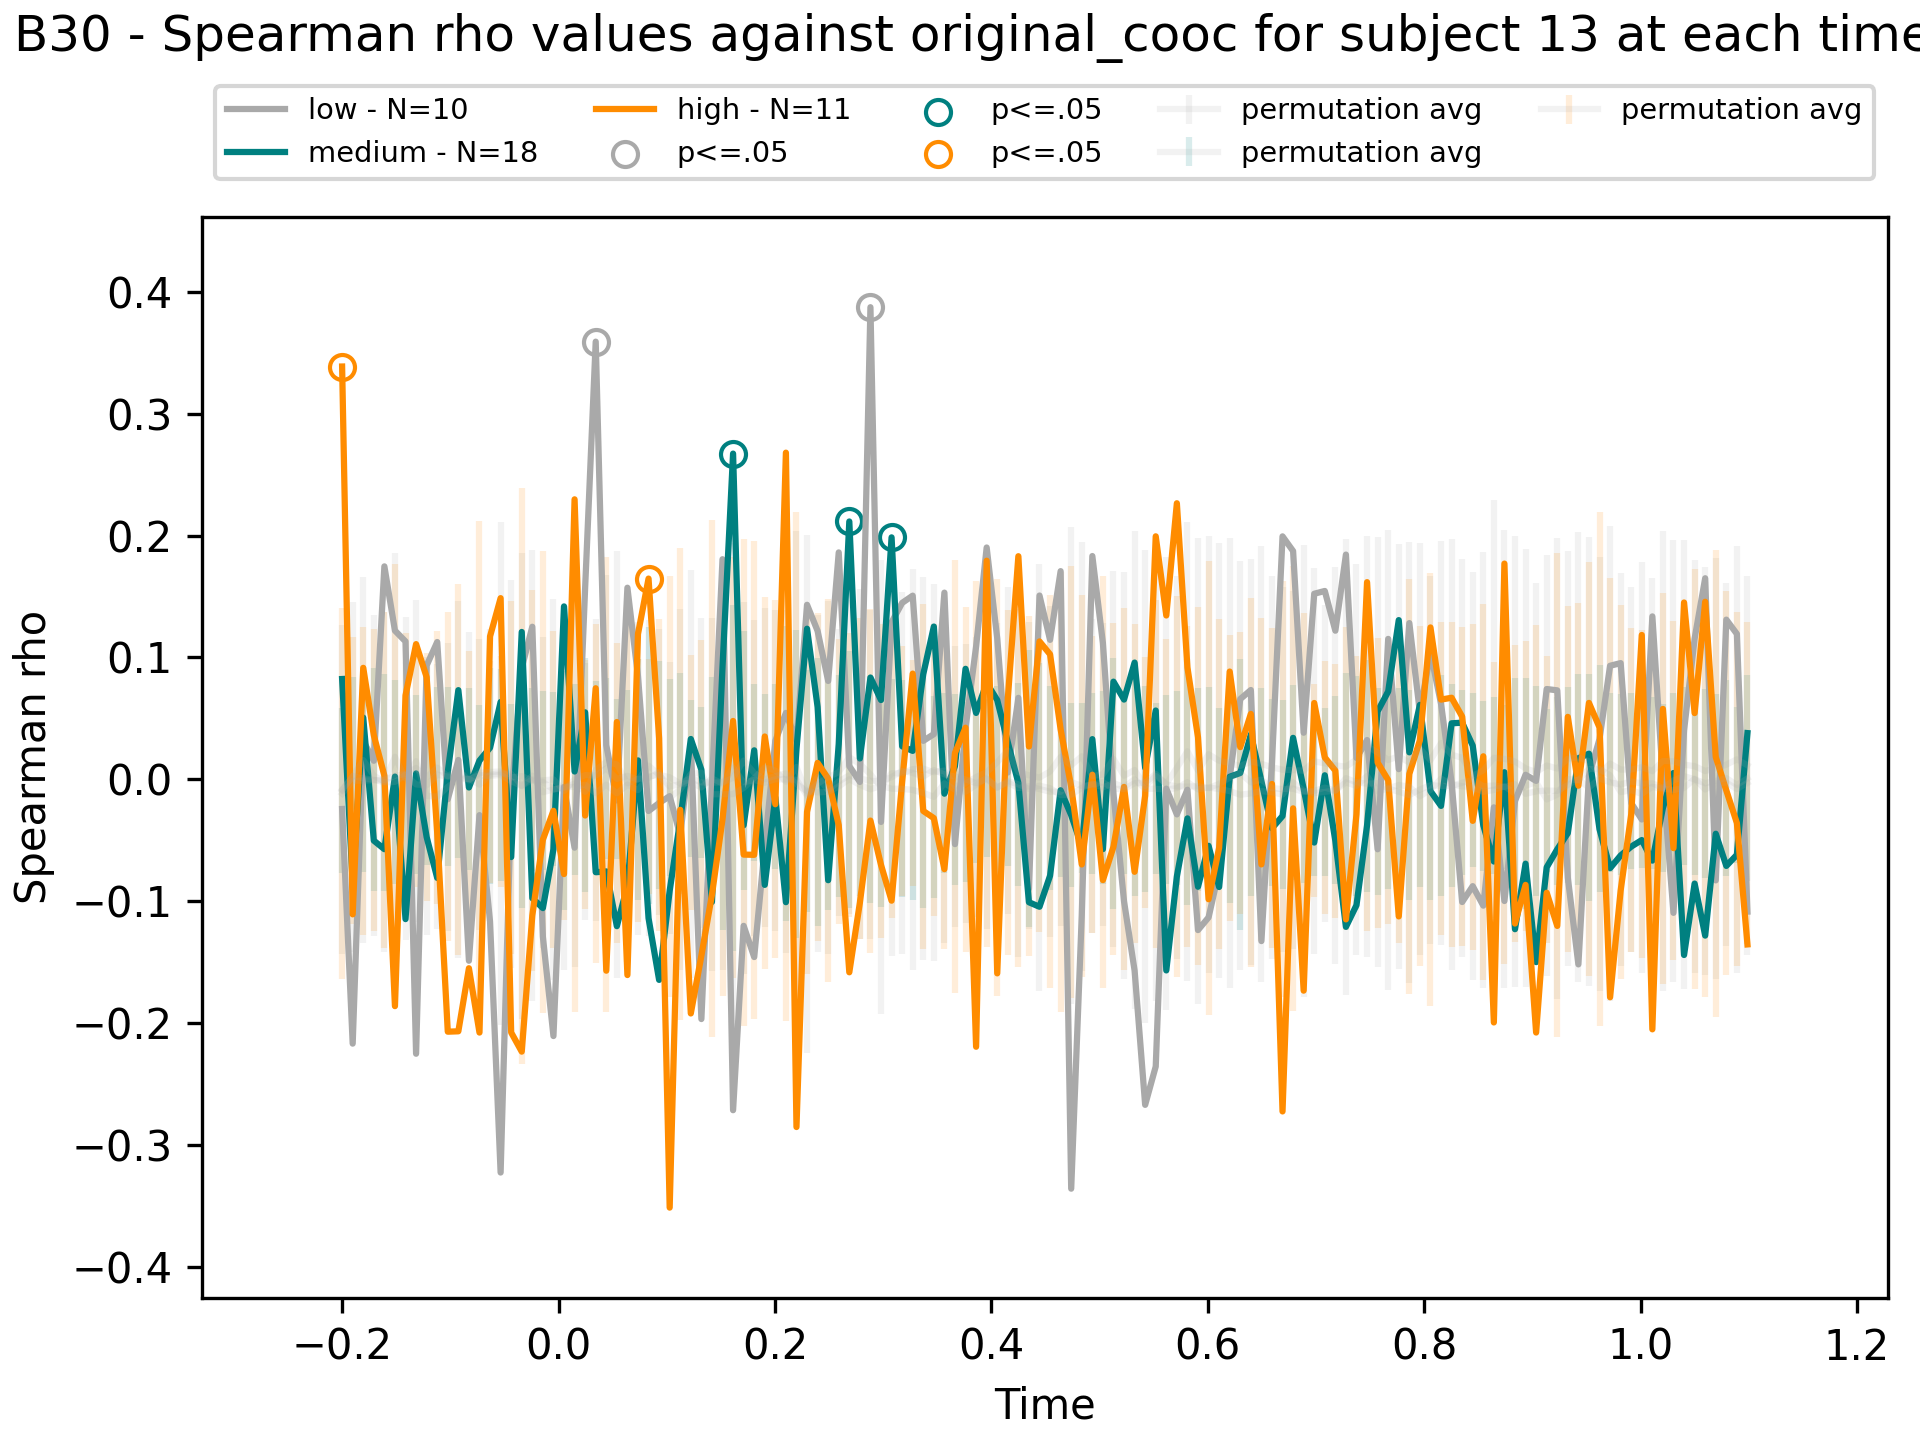 B30 - Spearman rho values against original_cooc for subject 13 at each time
low - N=10 high - N=11 p<=.05 permutation avg permutation avg
medium - N=18 p<=.05 p<=.05 permutation avg
Spearman rho
0.4
0.3
0.2
0.1
0.0
−0.1
−0.2
−0.3
−0.4
−0.2 0.0 0.2 0.4 0.6 0.8 1.0 1.2
Time